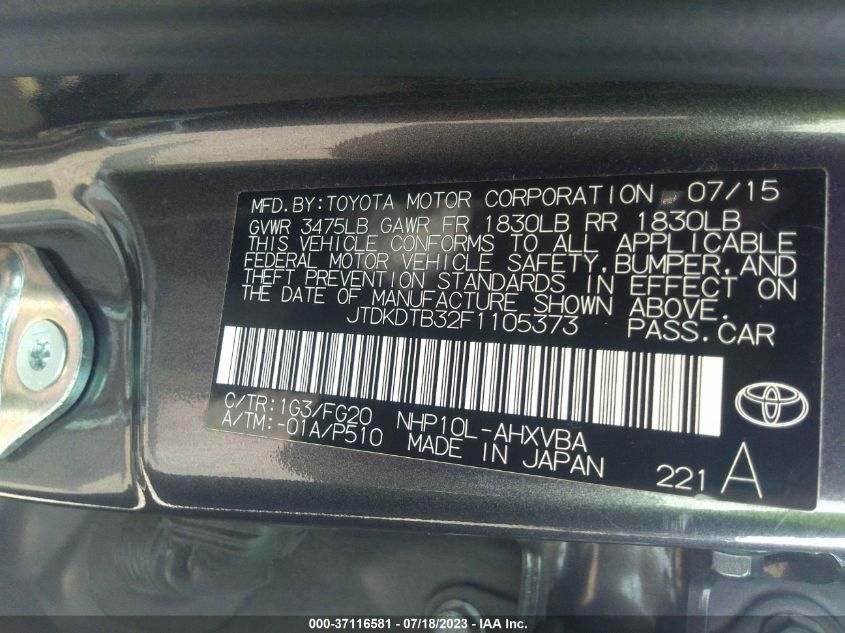 MFD.BY:TOYOTA MOTOR CORPORATION 07/15
GVWR 3475LB GAWR FR 1830LB RR 1830LB
THIS VEHICLE CONFORMS TO ALL APPLICABLE
FEDERAL MOTOR VEHICLE SAFETY,BUMPER,AND
THEFT PREVENTION STANDARDS IN EFFECT ON
THE DATE OF MANUFACTURE SHOWN ABOVE.
JTDKDTB32F1105373 PASS.CAR
C/TR:1G3/FG20 NHP10L-AHXVBA
A/TM:-01A/P510 MADE IN JAPAN
221 A
000-37116581 - 07/18/2023 - IAA Inc.